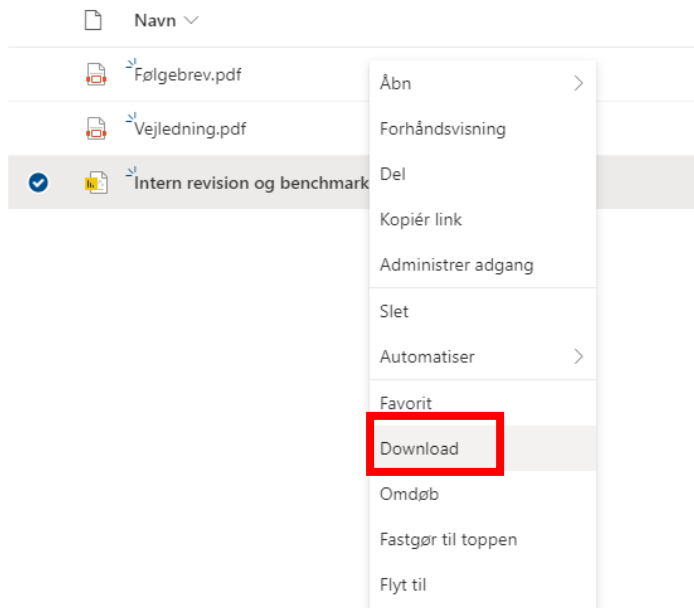 Navn
Følgebrev.pdf
Vejledning.pdf
Intern revision og benchmark
Åbn
Forhåndsvisning
Del
Kopiér link
Administrer adgang
Slet
Automatiser
Favorit
Download
Omdøb
Fastgør til toppen
Flyt til